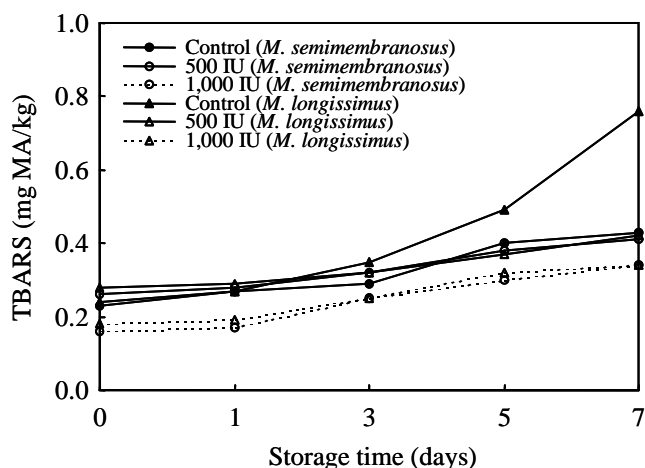 1.0
0.8
0.6
0.4
0.2
0.0
TBARS (mg MA/kg)
Control (M. semimembranosus)
500 IU (M. semimembranosus)
1,000 IU (M. semimembranosus)
Control (M. longissimus)
500 IU (M. longissimus)
1,000 IU (M. longissimus)
0 1 3 5 7
Storage time (days)